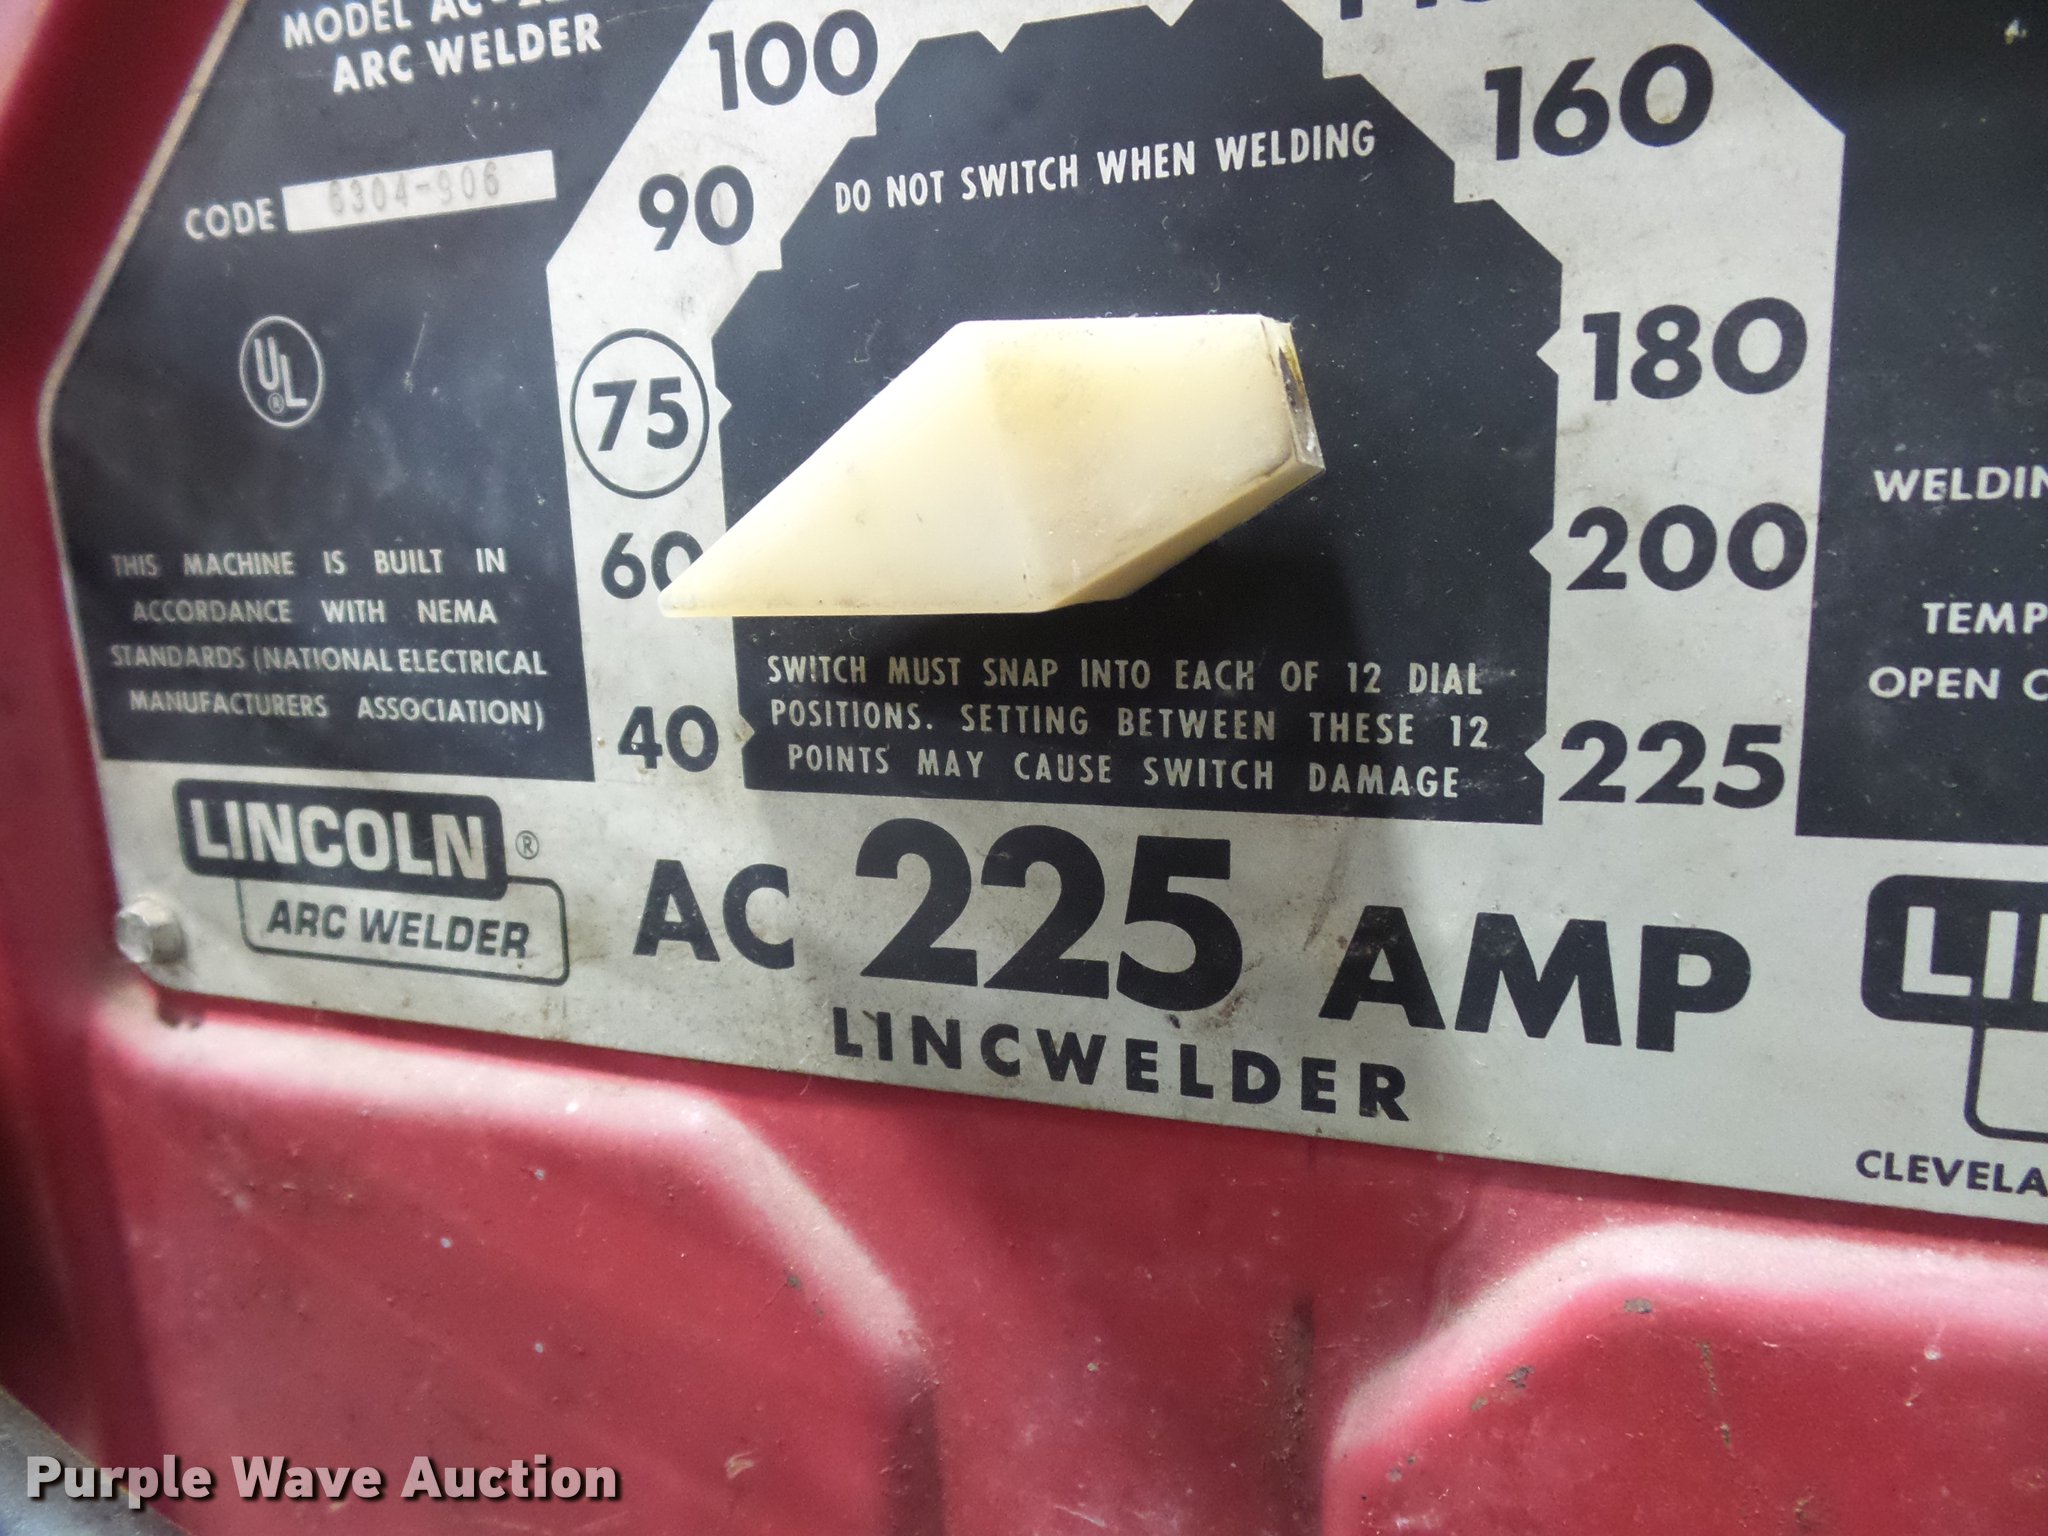 MODEL AC-
ARC WELDER
CODE 6304-906
UL
®
THIS MACHINE IS BUILT IN
ACCORDANCE WITH NEMA
STANDARDS (NATIONAL ELECTRICAL
MANUFACTURERS ASSOCIATION)
100
90
75
60
40
160
180
200
225
DO NOT SWITCH WHEN WELDING
SWITCH MUST SNAP INTO EACH OF 12 DIAL
POSITIONS. SETTING BETWEEN THESE 12
POINTS MAY CAUSE SWITCH DAMAGE
WELDIN
TEMP
OPEN
LINCOLN ®
ARC WELDER
AC 225 AMP
LINCWELDER
LI
CLEVELA
Purple Wave Auction